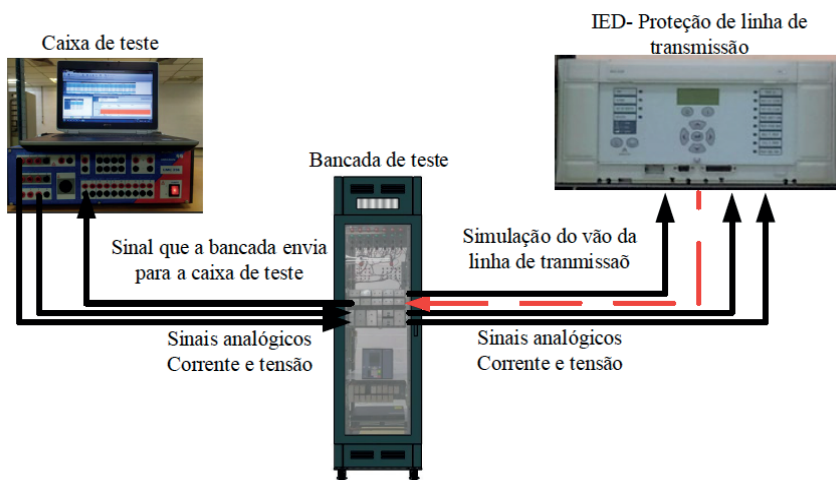 Caixa de teste
IED- Proteção de linha de
transmissão
Bancada de teste
Sinal que a bancada envia
para a caixa de teste
Simulação do vão da
linha de tranmissaõ
Sinais analógicos
Corrente e tensão
Sinais analógicos
Corrente e tensão